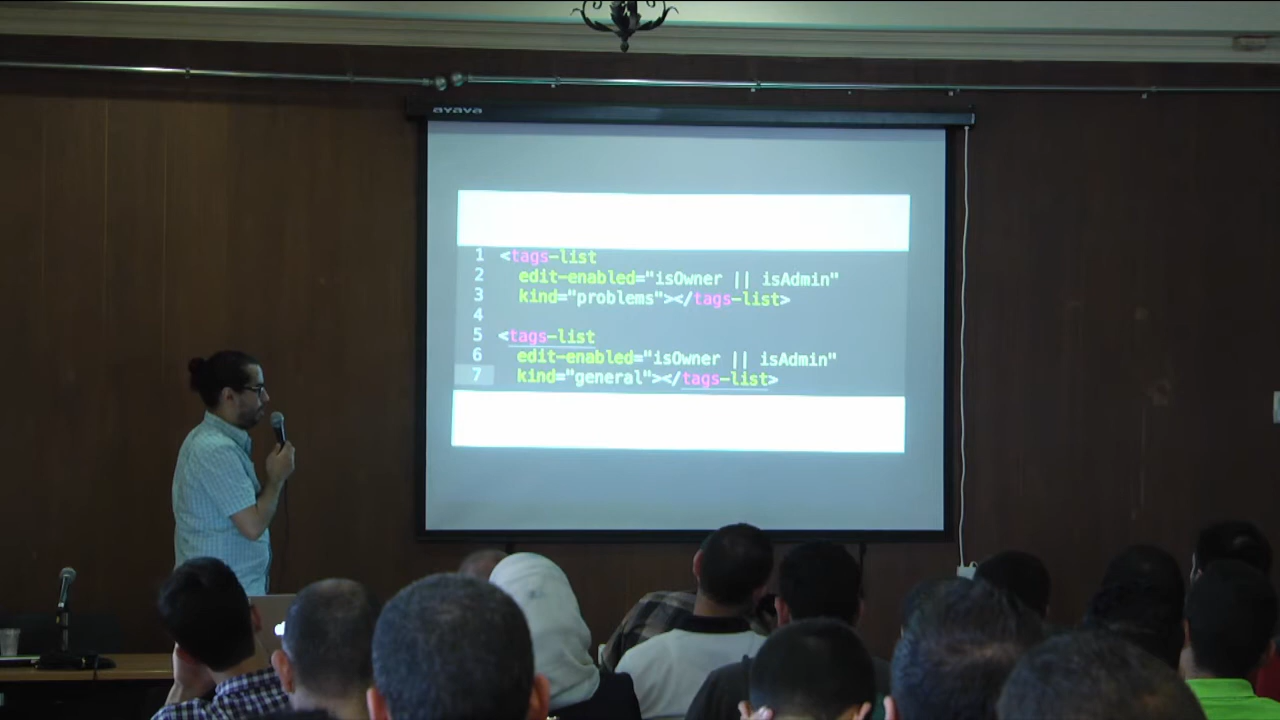 AVAYA
1 <tags-list
2 edit-enabled="isOwner || isAdmin"
3 kind="problems"></tags-list>
4
5 <tags-list
6 edit-enabled="isOwner || isAdmin"
7 kind="general"></tags-list>